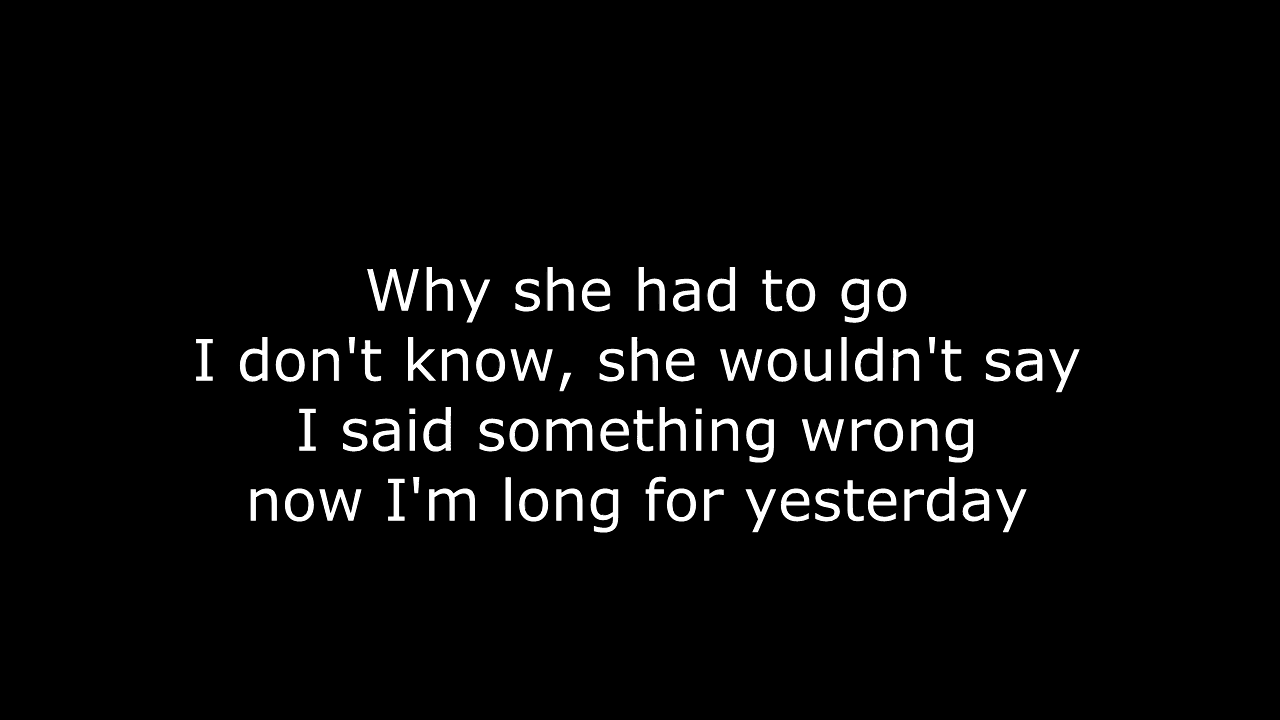 Why she had to go
I don't know, she wouldn't say
I said something wrong
now I'm long for yesterday